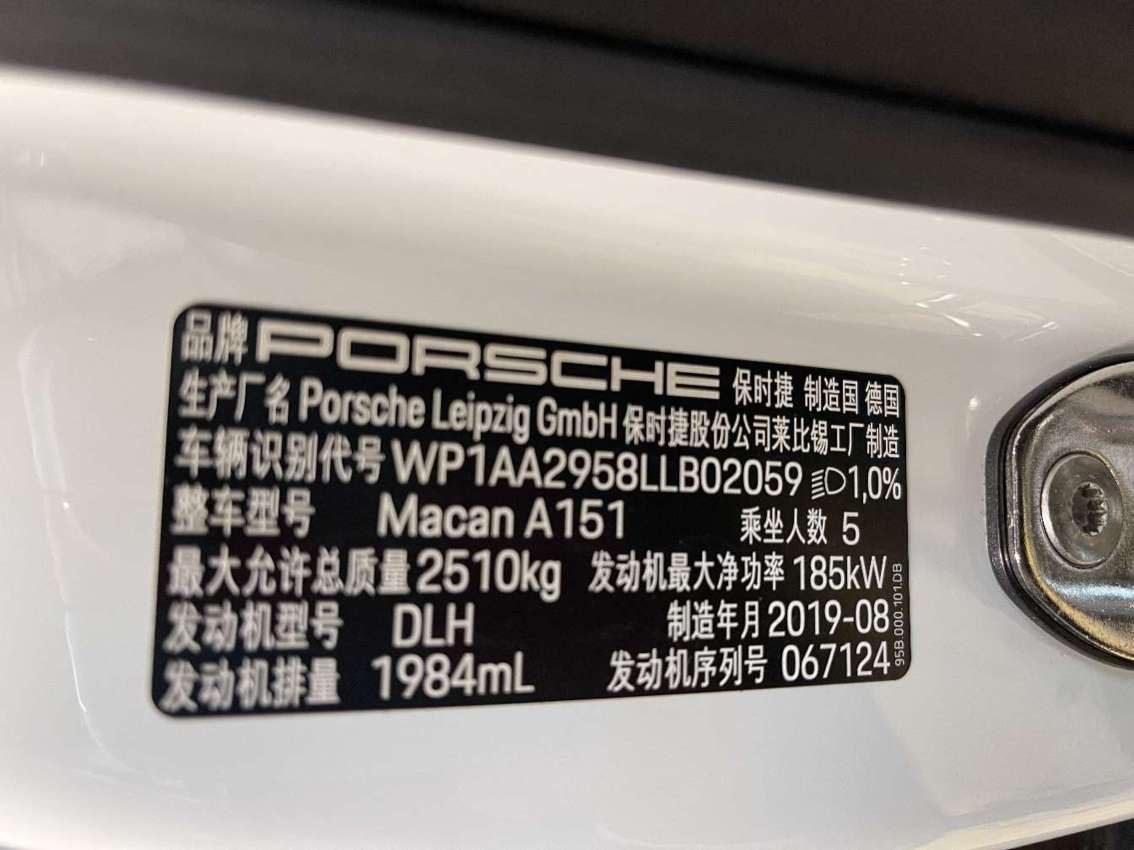 品牌 PORSCHE 保时捷 制造国 德国
生产厂名 Porsche Leipzig GmbH 保时捷股份公司莱比锡工厂制造
车辆识别代号 WP1AA2958LLB02059 1,0%
整车型号 Macan A151 乘坐人数 5
最大允许总质量 2510kg 发动机最大净功率 185kW
发动机型号 DLH 制造年月 2019-08
发动机排量 1984mL 发动机序列号 067124
95B.000.101.DB